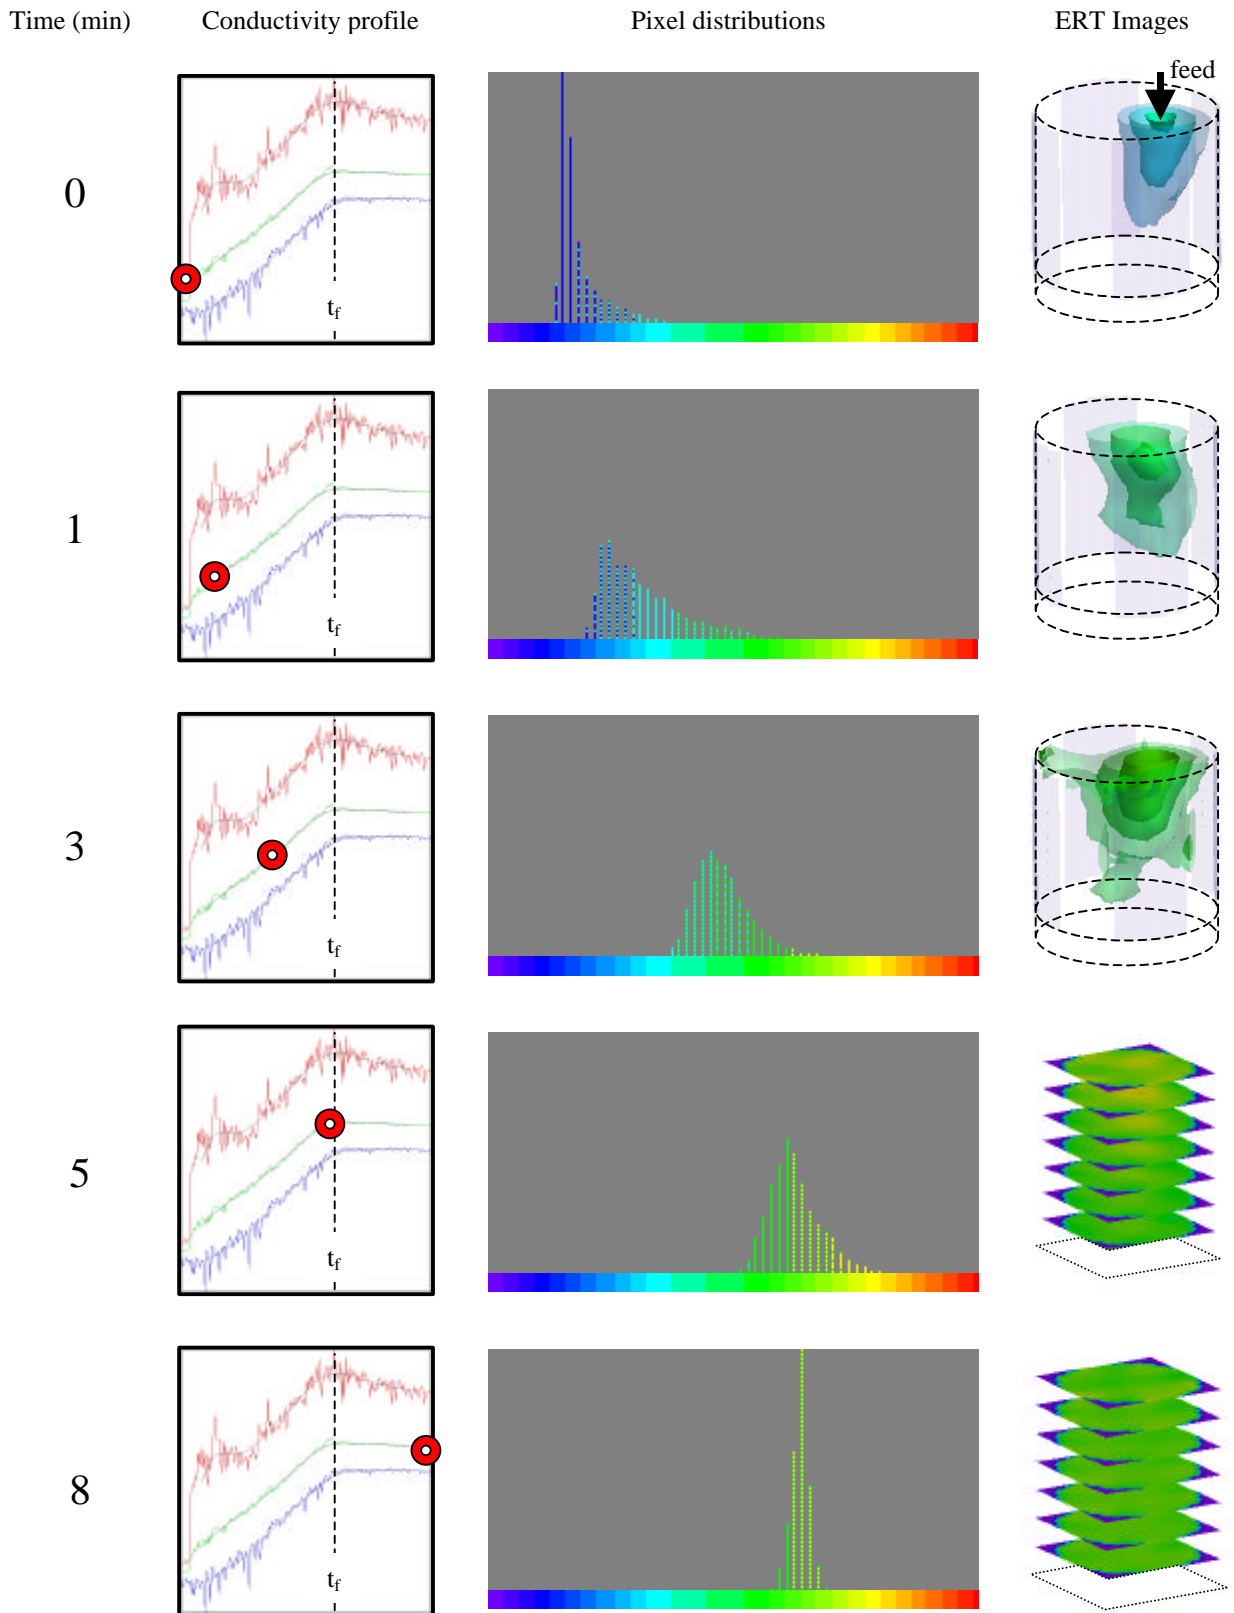 Time (min) Conductivity profile Pixel distributions ERT Images
feed
0
t_f
1
t_f
3
t_f
5
t_f
8
t_f